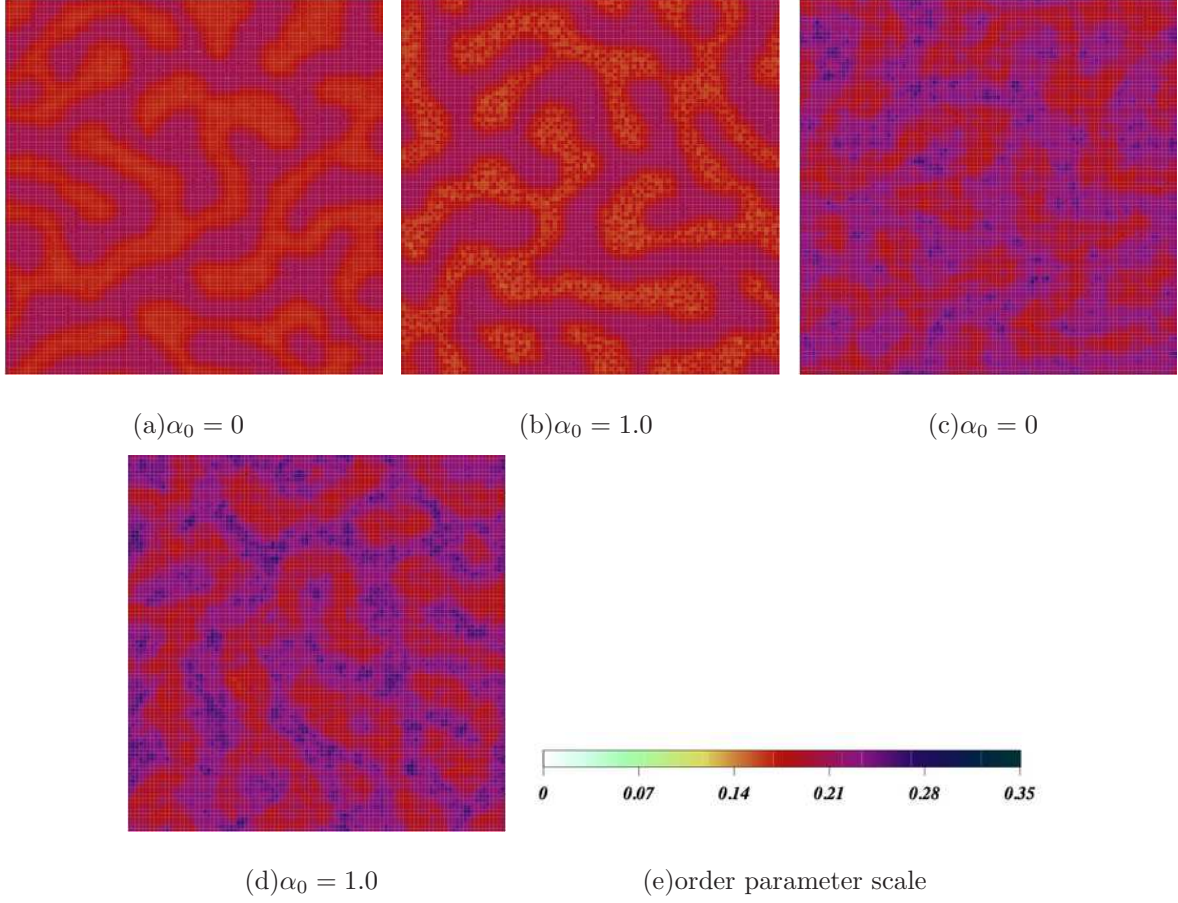 (a)α₀ = 0
(b)α₀ = 1.0
(c)α₀ = 0
0 0.07 0.14 0.21 0.28 0.35
(d)α₀ = 1.0
(e)order parameter scale